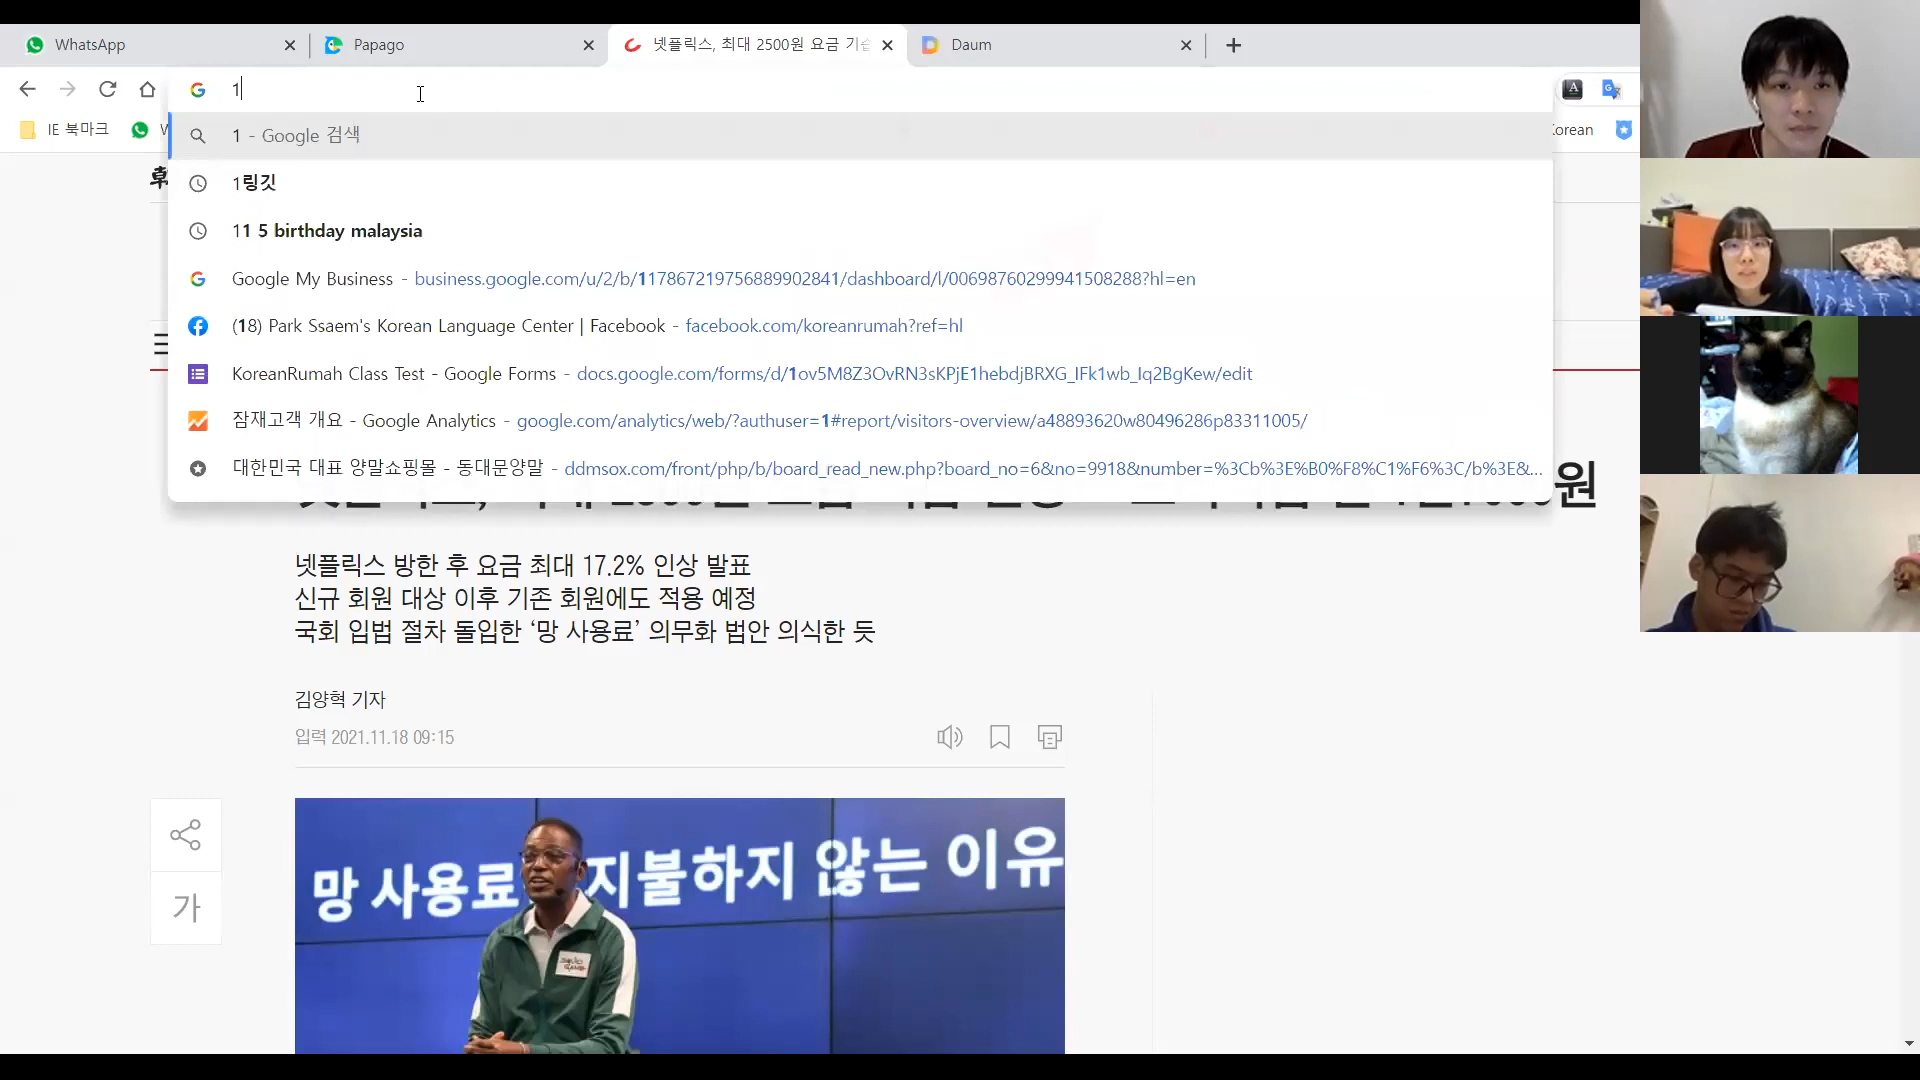 WhatsApp
Papago
넷플릭스, 최대 2500원 요금 기습
Daum
1
IE 북마크
W
Korean
1 - Google 검색
1링깃
11 5 birthday malaysia
Google My Business - business.google.com/u/2/b/117867219756889902841/dashboard/l/00698760299941508288?hl=en
(18) Park Ssaem's Korean Language Center | Facebook - facebook.com/koreanrumah?ref=hl
KoreanRumah Class Test - Google Forms - docs.google.com/forms/d/1ov5M8Z3OvRN3sKPjE1hebdjBRXG_IFk1wb_Iq2BgKew/edit
잠재고객 개요 - Google Analytics - google.com/analytics/web/?authuser=1#report/visitors-overview/a48893620w80496286p83311005/
대한민국 대표 양말쇼핑몰 - 동대문양말 - ddmsox.com/front/php/b/board_read_new.php?board_no=6&no=9918&number=%3Cb%3E%B0%F8%C1%F6%3C/b%3E&...
원
넷플릭스 방한 후 요금 최대 17.2% 인상 발표
신규 회원 대상 이후 기존 회원에도 적용 예정
국회 입법 절차 돌입한 ‘망 사용료’ 의무화 법안 의식한 듯
김양혁 기자
입력 2021.11.18 09:15
가
망 사용료 지불하지 않는 이유